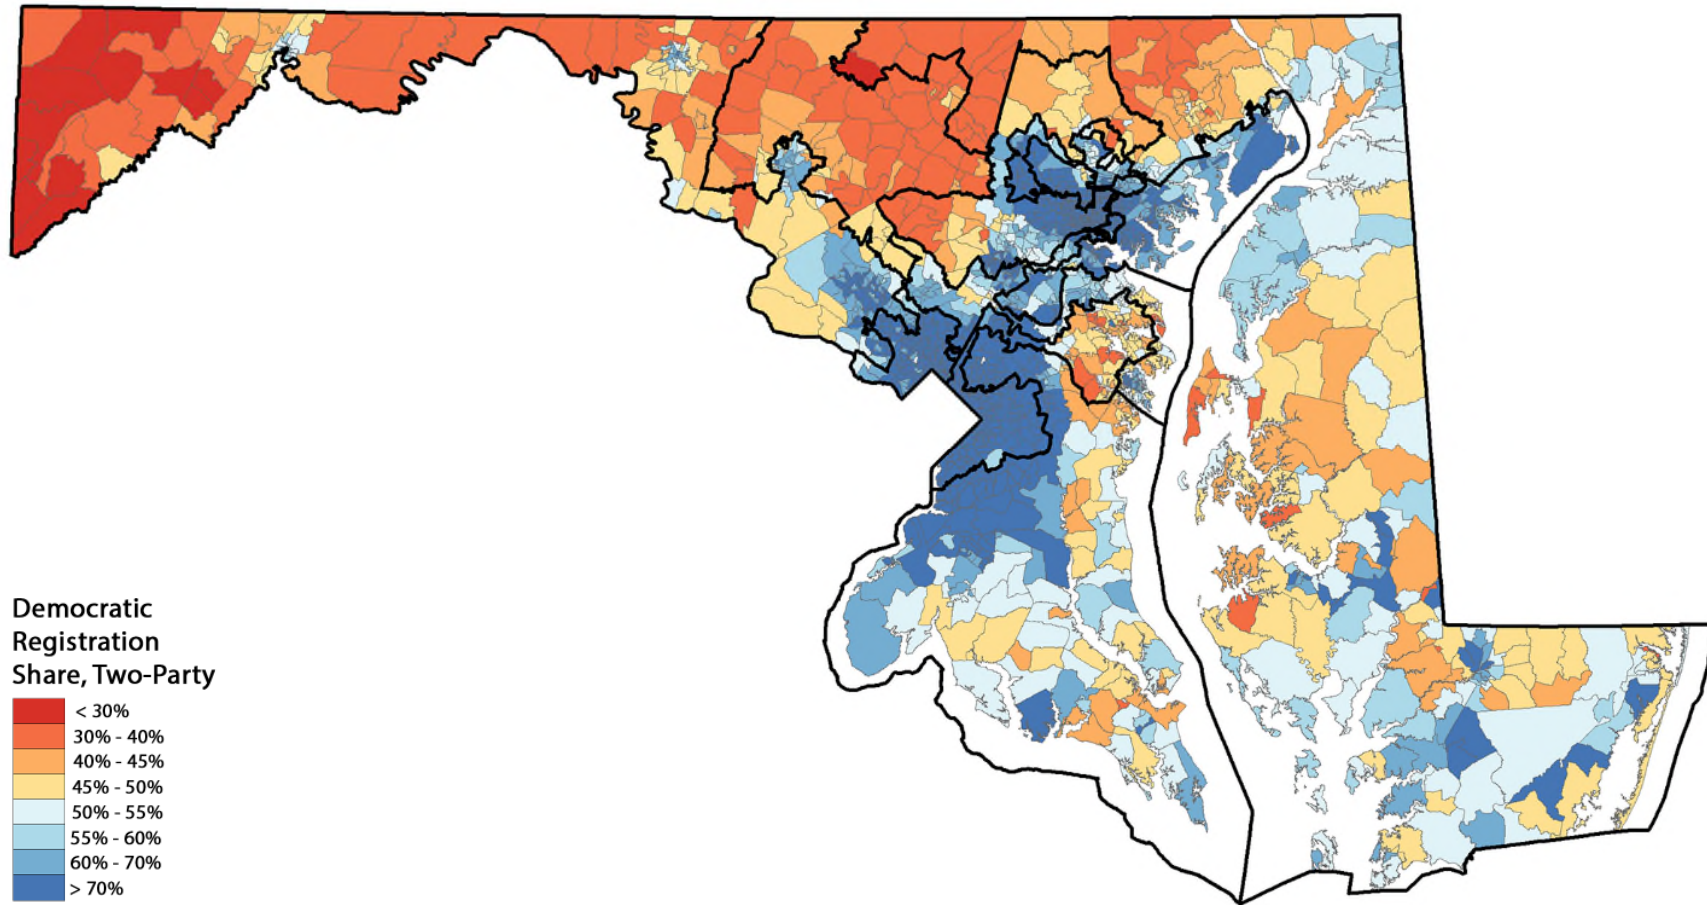 Democratic
Registration
Share, Two-Party
< 30%
30% - 40%
40% - 45%
45% - 50%
50% - 55%
55% - 60%
60% - 70%
> 70%